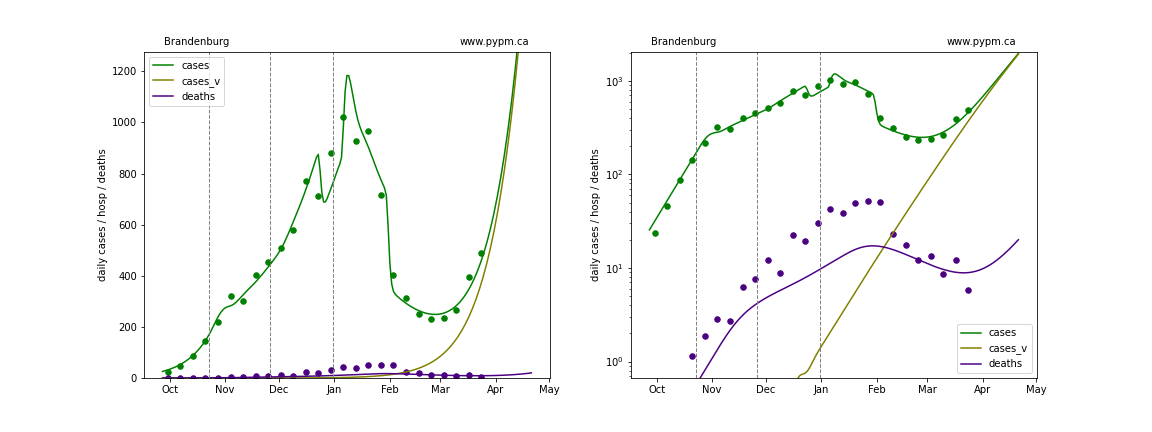 Brandenburg www.pypm.ca
daily cases / hosp / deaths
1200
1000
800
600
400
200
0
cases
cases_v
deaths
Oct Nov Dec Jan Feb Mar Apr May
Brandenburg www.pypm.ca
daily cases / hosp / deaths
10³
10²
10¹
10⁰
cases
cases_v
deaths
Oct Nov Dec Jan Feb Mar Apr May